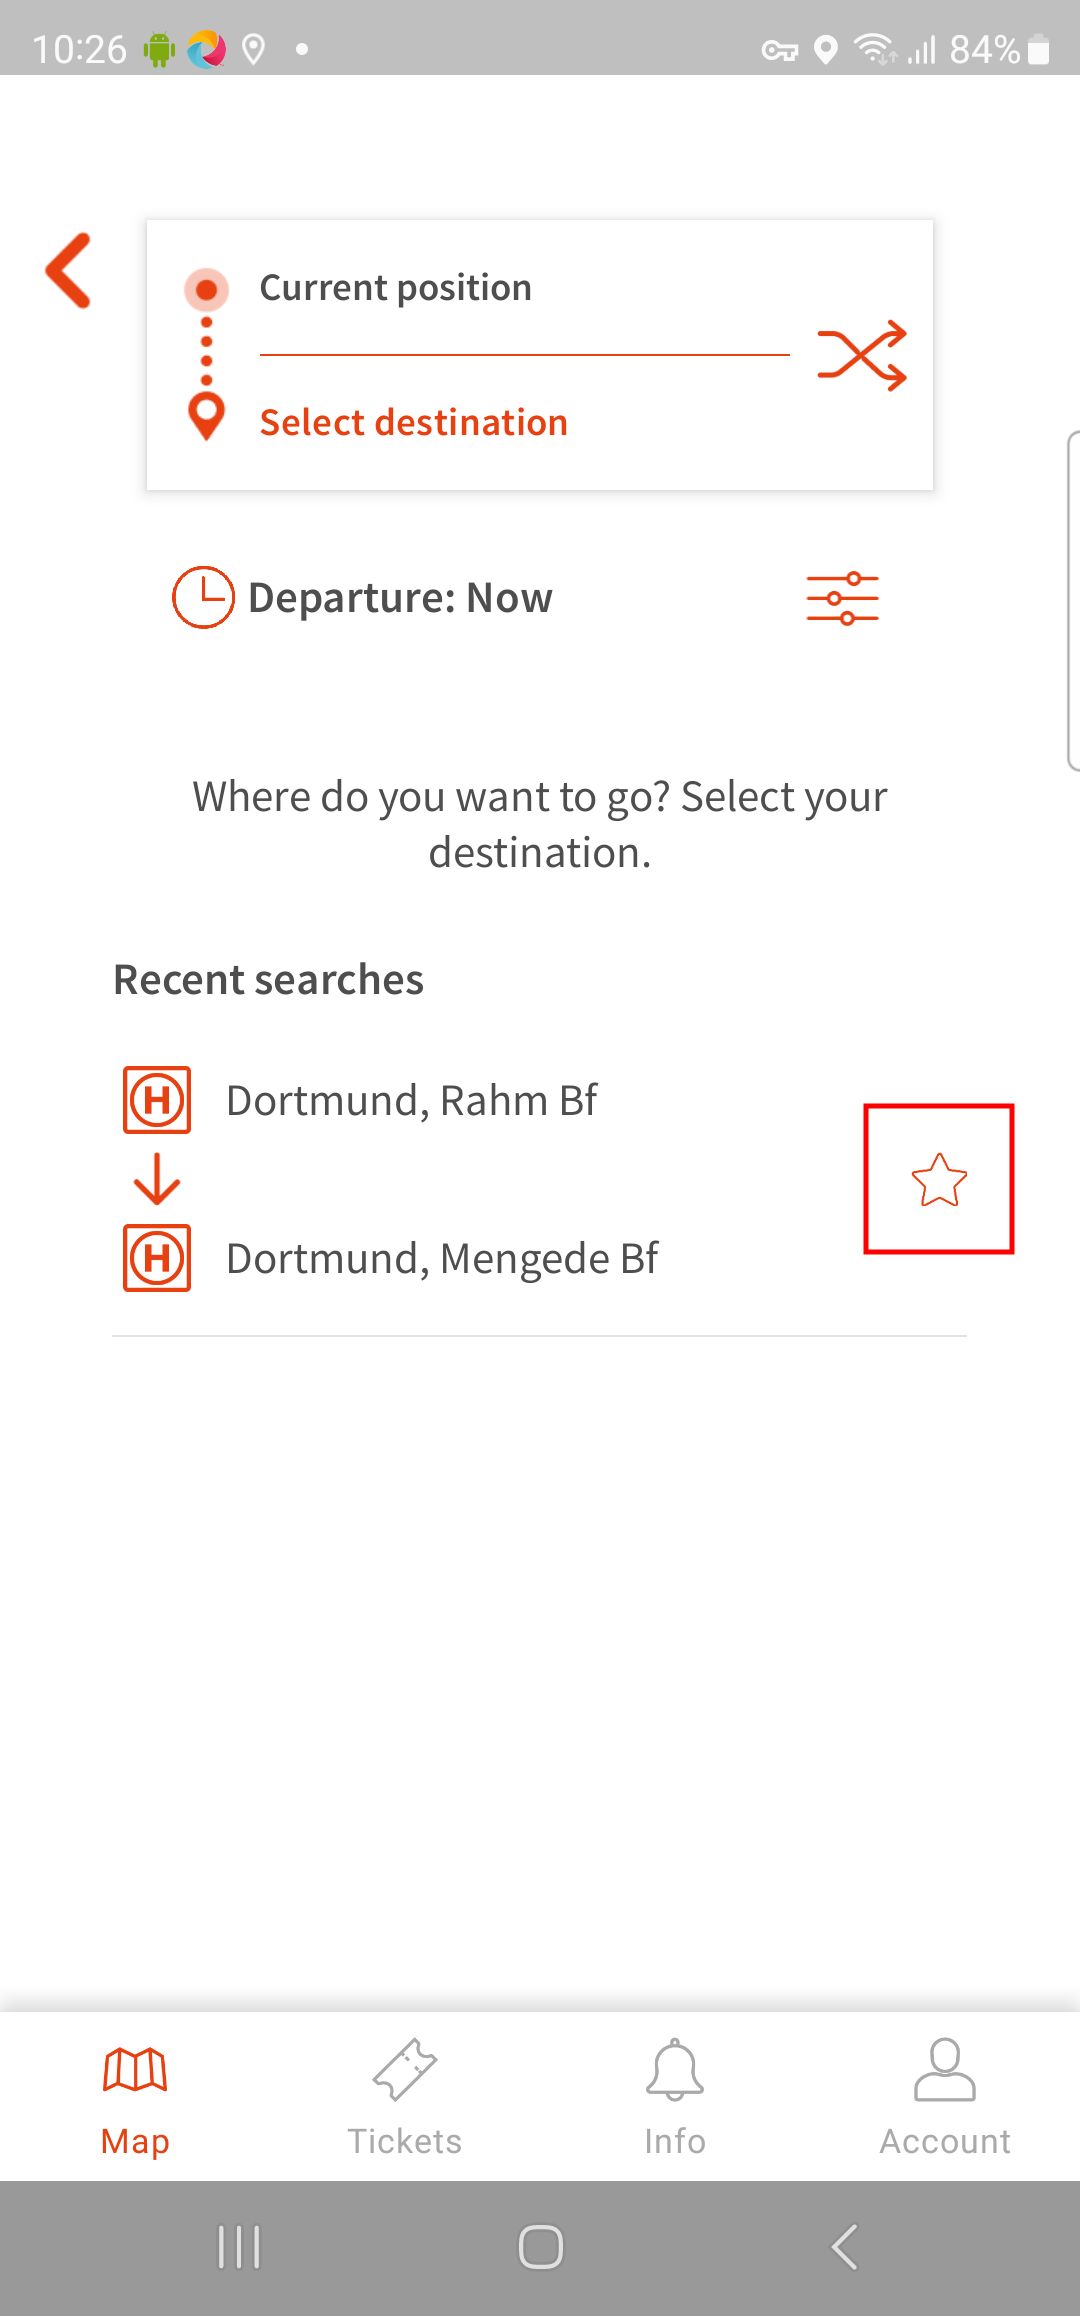 10:26
84%
Current position
Select destination
Departure: Now
Where do you want to go? Select your
destination.
Recent searches
H Dortmund, Rahm Bf
H Dortmund, Mengede Bf
Map Tickets Info Account